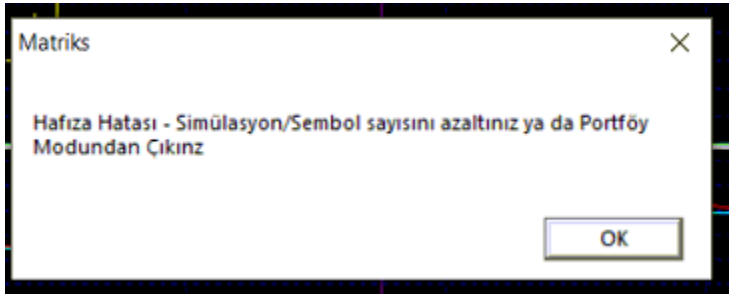 Matriks
Hafıza Hatası - Simülasyon/Sembol sayısını azaltınız ya da Portföy
Modundan Çıkınz
OK